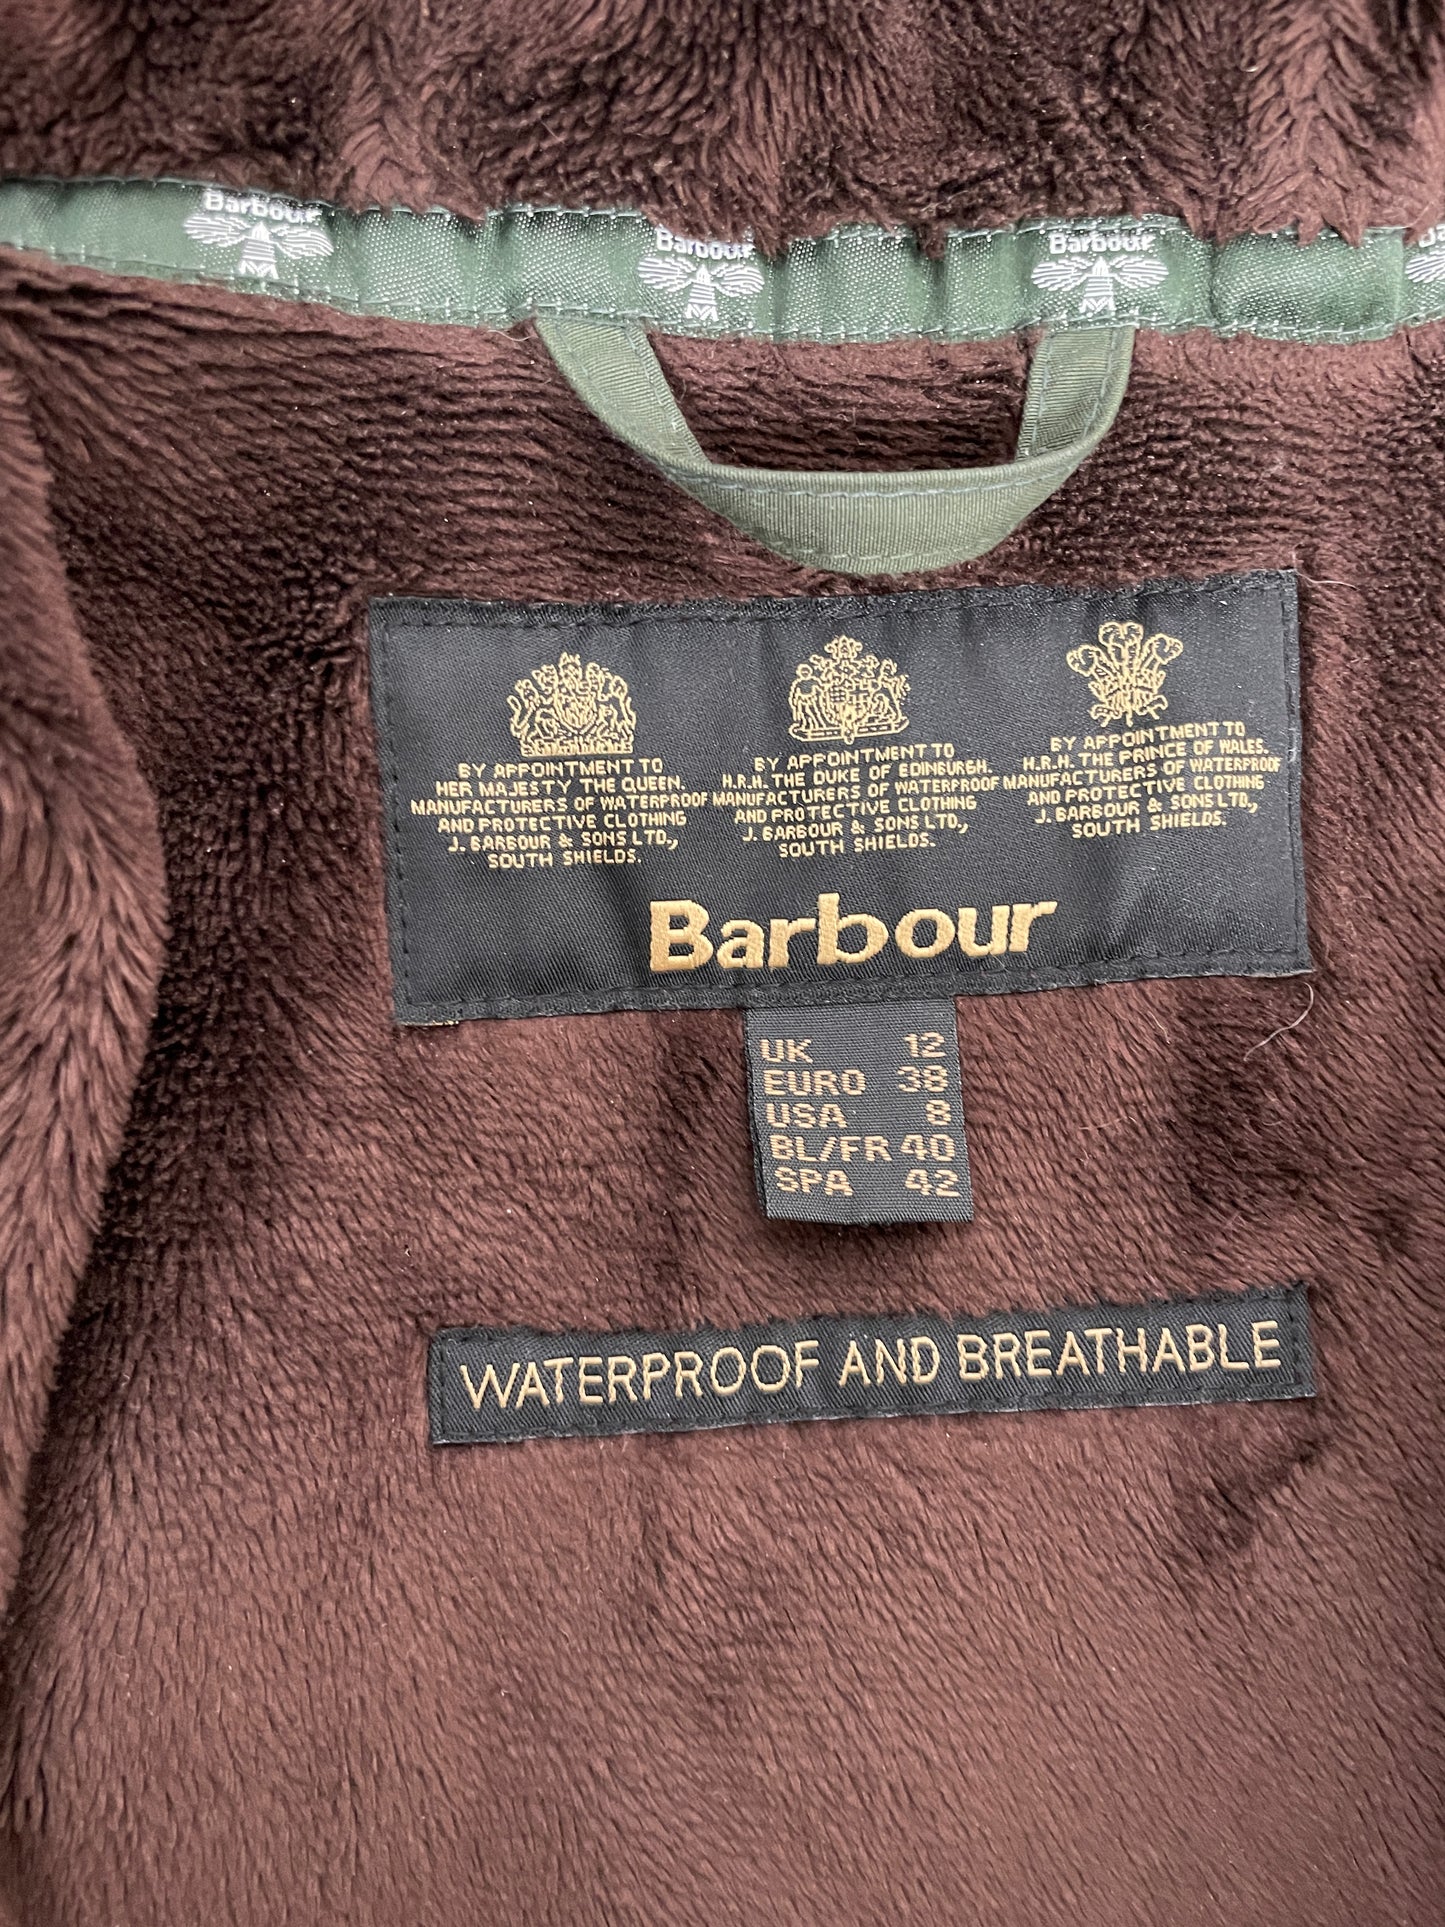 Barbour
Barbour
Barbour
BY APPOINTMENT TO
HER MAJESTY THE QUEEN.
MANUFACTURERS OF WATERPROOF
AND PROTECTIVE CLOTHING
J. BARBOUR & SONS LTD.,
SOUTH SHIELDS.
BY APPOINTMENT TO
H.R.H. THE DUKE OF EDINBURGH.
MANUFACTURERS OF WATERPROOF
AND PROTECTIVE CLOTHING
J. BARBOUR & SONS LTD.,
SOUTH SHIELDS.
BY APPOINTMENT TO
H.R.H. THE PRINCE OF WALES.
MANUFACTURERS OF WATERPROOF
AND PROTECTIVE CLOTHING
J. BARBOUR & SONS LTD.,
SOUTH SHIELDS.
Barbour
UK 12
EURO 38
USA 8
BL/FR 40
SPA 42
WATERPROOF AND BREATHABLE